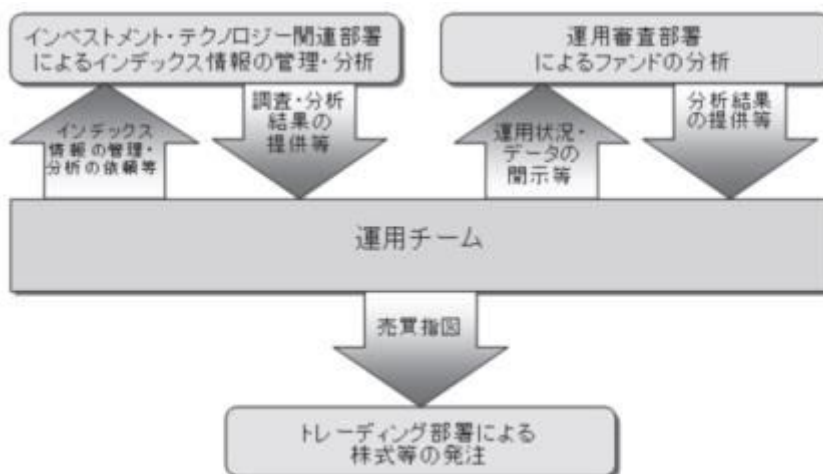 インベストメント・テクノロジー関連部署
によるインデックス情報の管理・分析
運用審査部署
によるファンドの分析
インデックス
情報の管理・
分析の依頼等
調査・分析
結果の
提供等
運用状況・
データの
開示等
分析結果
の提供等
運用チーム
売買指図
トレーディング部署による
株式等の発注